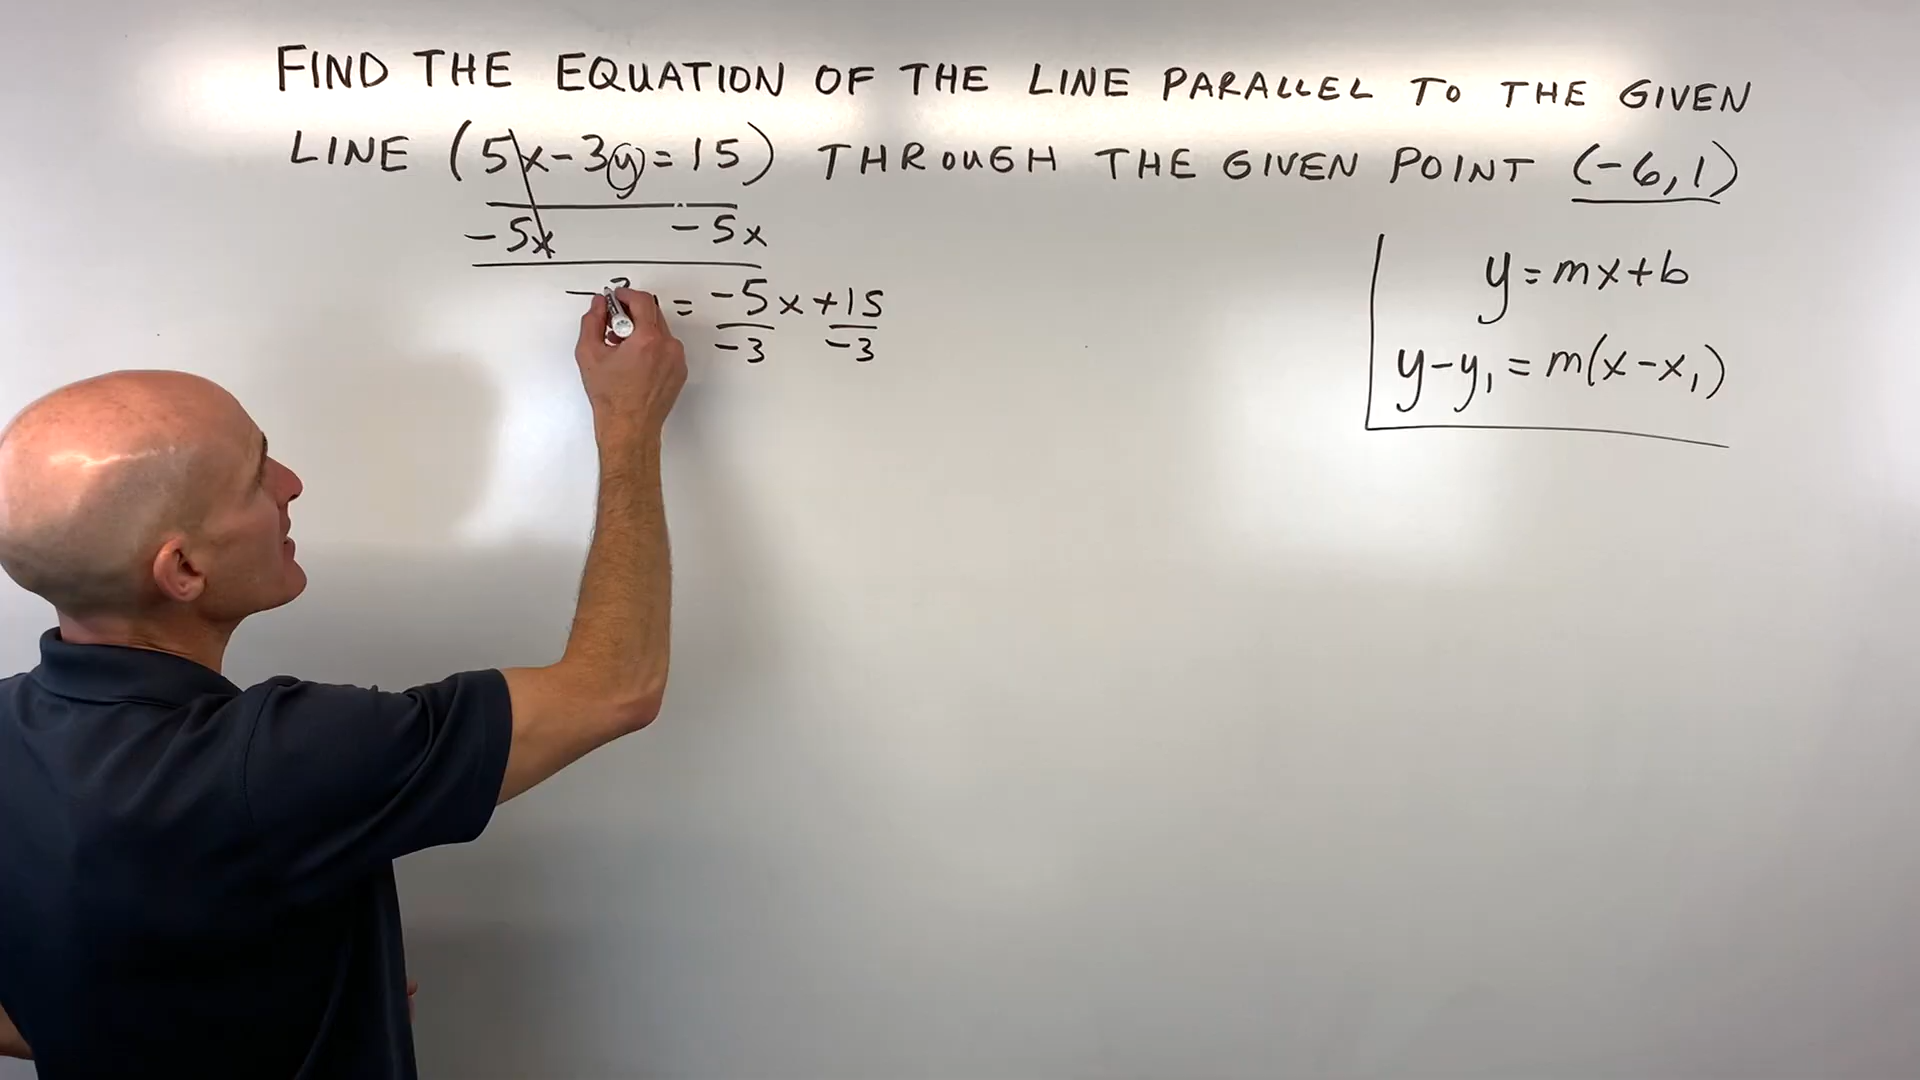 FIND THE EQUATION OF THE LINE PARALLEL TO THE GIVEN
LINE (5x-3y=15) THROUGH THE GIVEN POINT (-6,1)
-5x -5x
= -5x+15
-3 -3
y=mx+b
y-y₁=m(x-x₁)